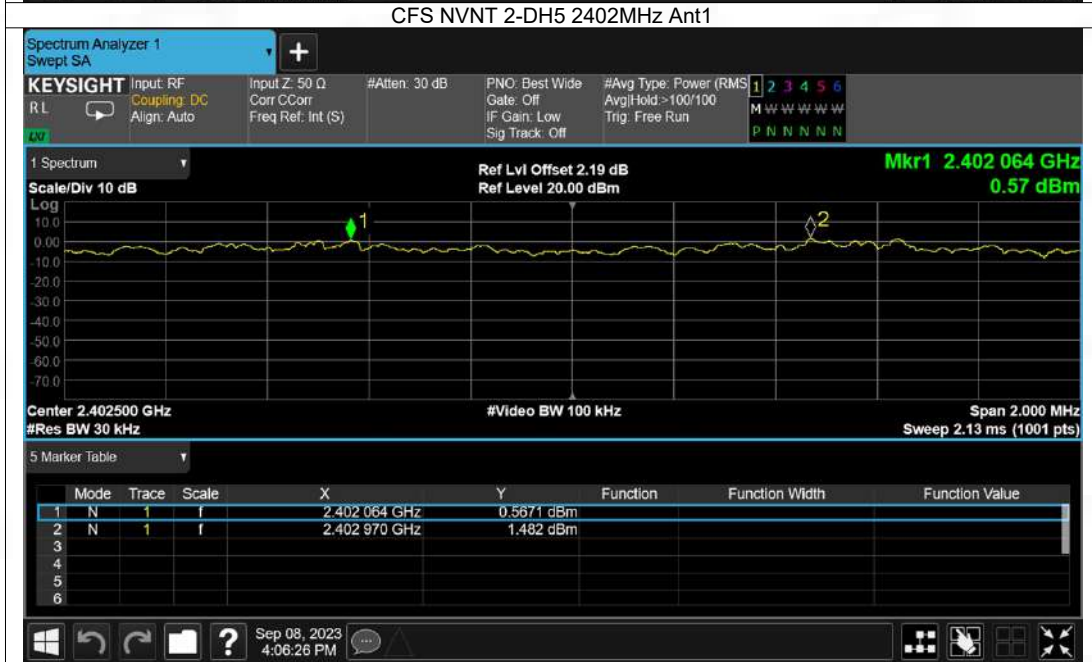 CFS NVNT 2-DH5 2402MHz Ant1
Spectrum Analyzer 1
Swept SA
+
KEYSIGHT
RL
LXI
Input: RF
Coupling: DC
Align: Auto
Input Z: 50 Ω
Corr CCorr
Freq Ref: Int (S)
#Atten: 30 dB
PNO: Best Wide
Gate: Off
IF Gain: Low
Sig Track: Off
#Avg Type: Power (RMS
Avg|Hold:>100/100
Trig: Free Run
1 2 3 4 5 6
M W W W W W
P N N N N N
1 Spectrum
Scale/Div 10 dB
Ref Lvl Offset 2.19 dB
Ref Level 20.00 dBm
Mkr1 2.402 064 GHz
0.57 dBm
Log
10.0
0.00
-10.0
-20.0
-30.0
-40.0
-50.0
-60.0
-70.0
1
2
Center 2.402500 GHz
#Res BW 30 kHz
#Video BW 100 kHz
Span 2.000 MHz
Sweep 2.13 ms (1001 pts)
5 Marker Table
Mode Trace Scale X Y Function Function Width Function Value
1 N 1 f 2.402 064 GHz 0.5671 dBm
2 N 1 f 2.402 970 GHz 1.482 dBm
3
4
5
6
?
Sep 08, 2023
4:06:26 PM